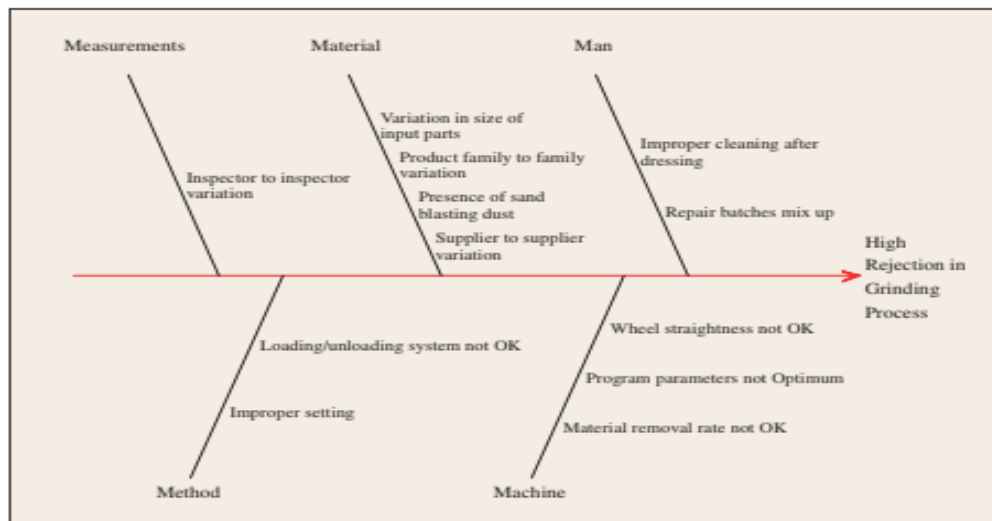 Measurements
Material
Man
Variation in size of
input parts
Improper cleaning after
dressing
Product family to family
variation
Inspector to inspector
variation
Presence of sand
blasting dust
Repair batches mix up
Supplier to supplier
variation
High
Rejection in
Grinding
Process
Wheel straightness not OK
Loading/unloading system not OK
Program parameters not Optimum
Improper setting
Material removal rate not OK
Method
Machine